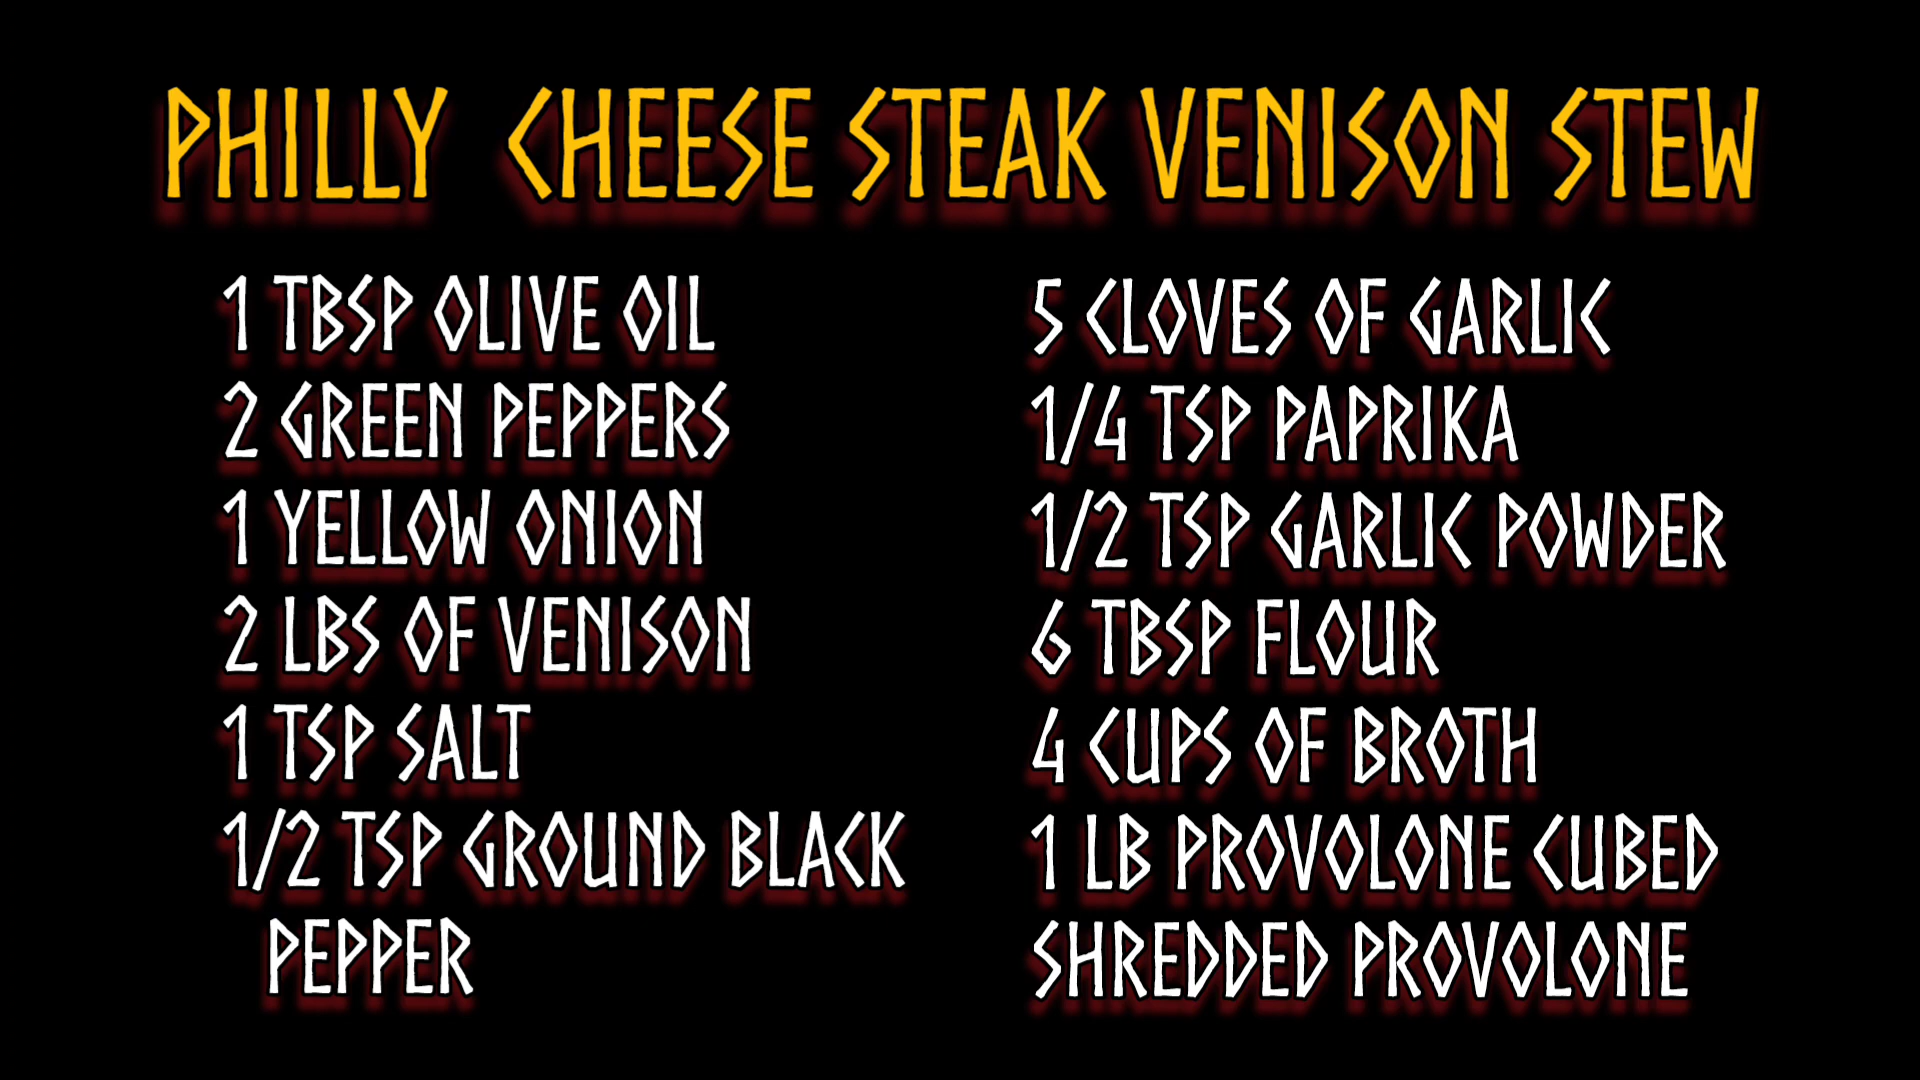 PHILLY CHEESE STEAK VENISON STEW
1 TBSP OLIVE OIL
2 GREEN PEPPERS
1 YELLOW ONION
2 LBS OF VENISON
1 TSP SALT
1/2 TSP GROUND BLACK
PEPPER
5 CLOVES OF GARLIC
1/4 TSP PAPRIKA
1/2 TSP GARLIC POWDER
6 TBSP FLOUR
4 CUPS OF BROTH
1 LB PROVOLONE CUBED
SHREDDED PROVOLONE